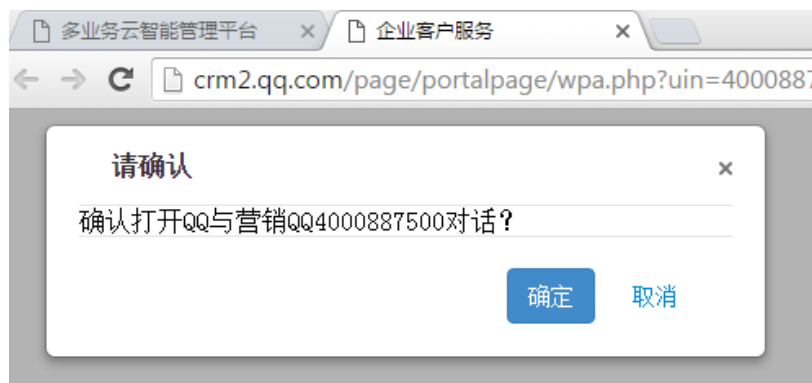 多业务云智能管理平台 × 企业客户服务 ×
crm2.qq.com/page/portalpage/wpa.php?uin=4000887
请确认 ×
确认打开QQ与营销QQ4000887500对话?
确定 取消